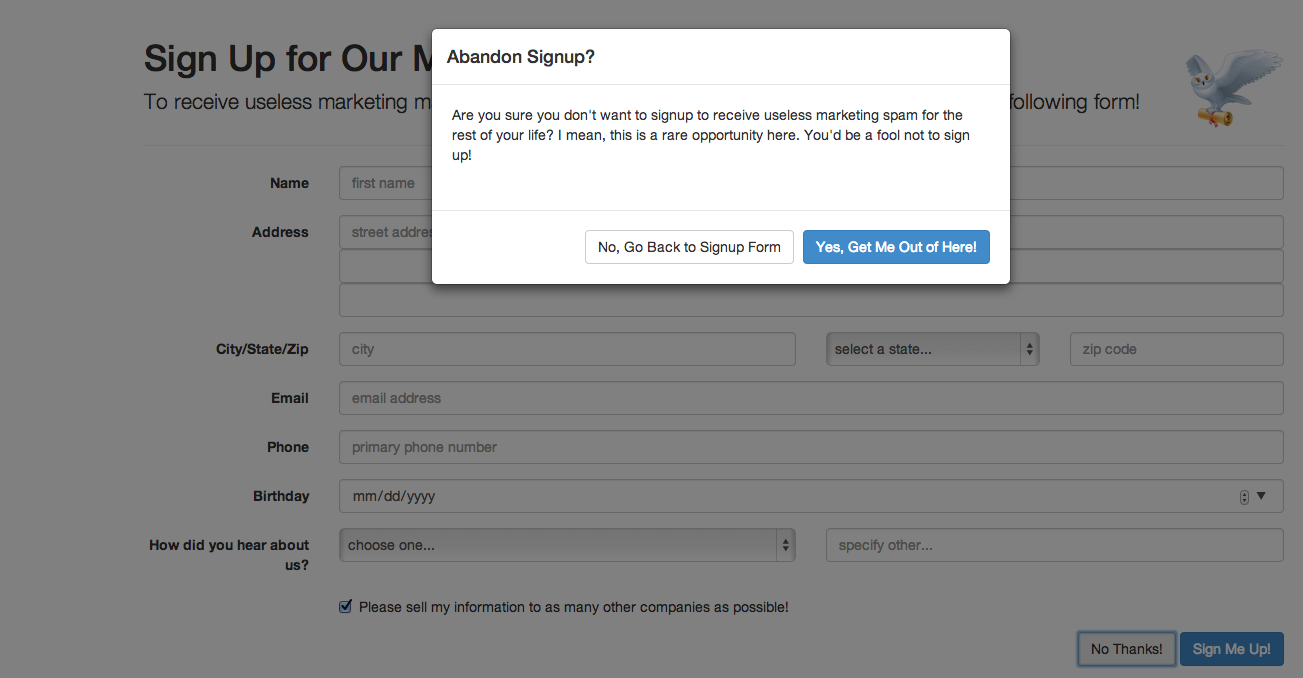 Abandon Signup?
Are you sure you don't want to signup to receive useless marketing spam for the
rest of your life? I mean, this is a rare opportunity here. You'd be a fool not to sign
up!
No, Go Back to Signup Form
Yes, Get Me Out of Here!
Sign Up for Our
To receive useless marketing
following form!
Name
first name
Address
street
City/State/Zip
city
select a state...
zip code
Email
email address
Phone
primary phone number
Birthday
mm/dd/yyyy
How did you hear about
us?
choose one...
specify other...
Please sell my information to as many other companies as possible!
No Thanks!
Sign Me Up!